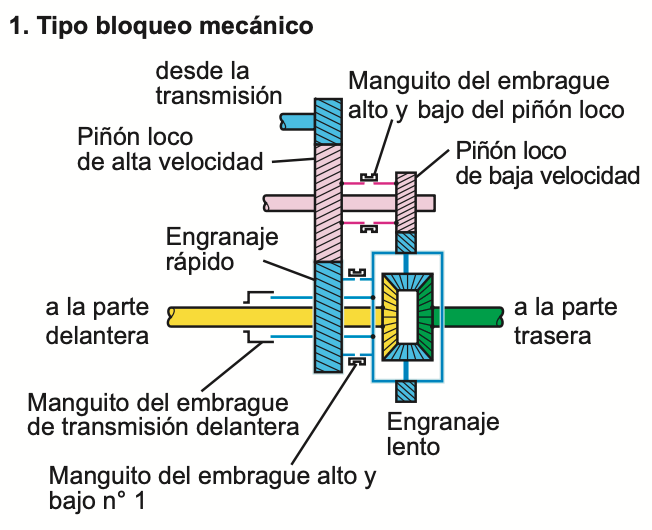 1. Tipo bloqueo mecánico
desde la
transmisión
Manguito del embrague
alto y bajo del piñón loco
Piñón loco
de alta velocidad
Piñón loco
de baja velocidad
Engranaje
rápido
a la parte
delantera
a la parte
trasera
Manguito del embrague
de transmisión delantera
Engranaje
lento
Manguito del embrague alto y
bajo n° 1